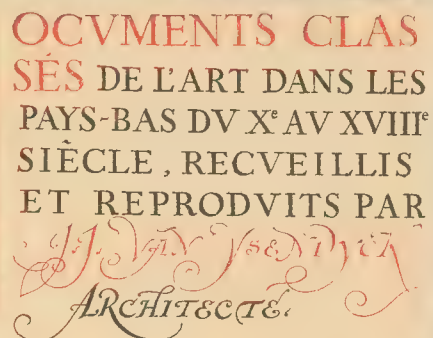 OCVMENTS CLAS
SÉS DE L'ART DANS LES
PAYS-BAS DV Xᵉ AV XVIIIᵉ
SIÈCLE, RECVEILLIS
ET REPRODVITS PAR
J.J. VAN YSENDYCK
ARCHITECTE.